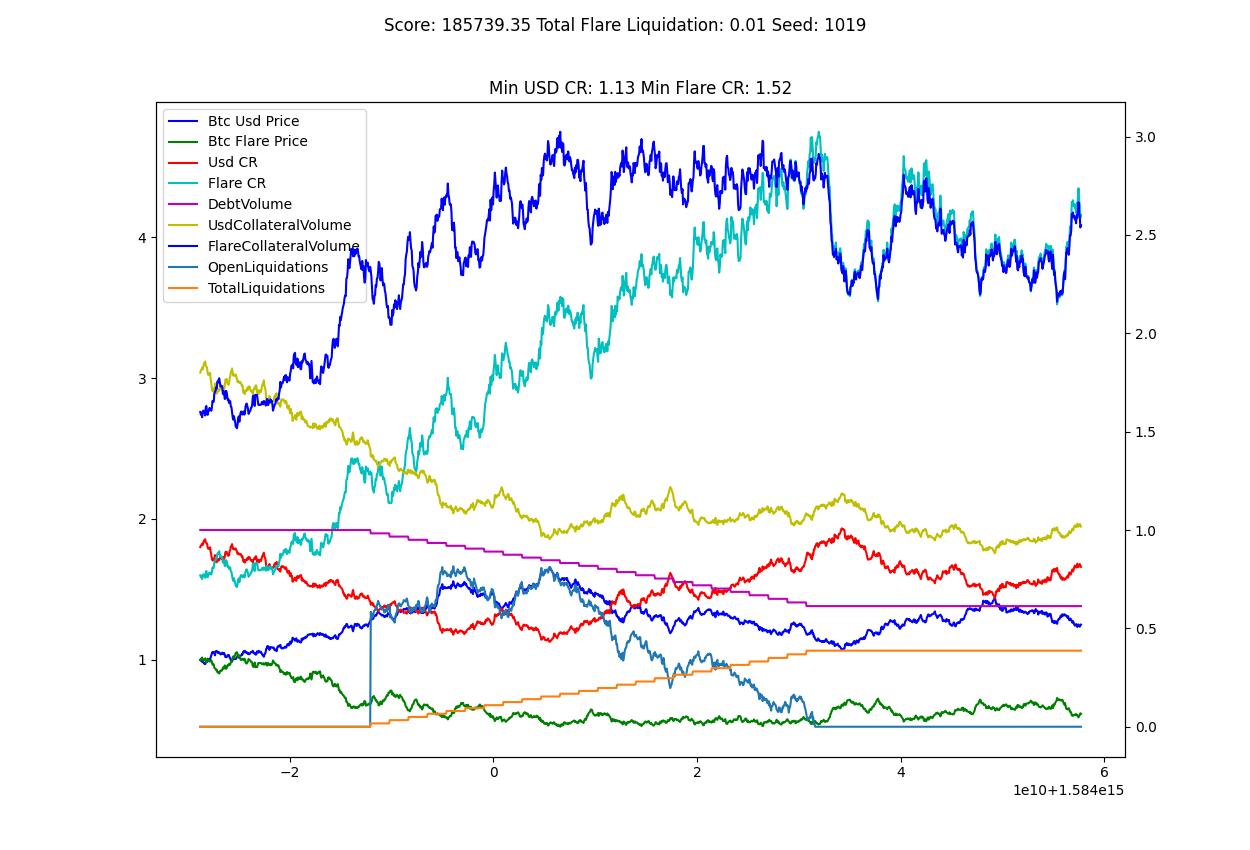 Score: 185739.35 Total Flare Liquidation: 0.01 Seed: 1019
Min USD CR: 1.13 Min Flare CR: 1.52
Btc Usd Price
Btc Flare Price
Usd CR
Flare CR
DebtVolume
UsdCollateralVolume
FlareCollateralVolume
OpenLiquidations
TotalLiquidations
4
3
2
1
3.0
2.5
2.0
1.5
1.0
0.5
0.0
−2
0
2
4
6
1e10+1.584e15